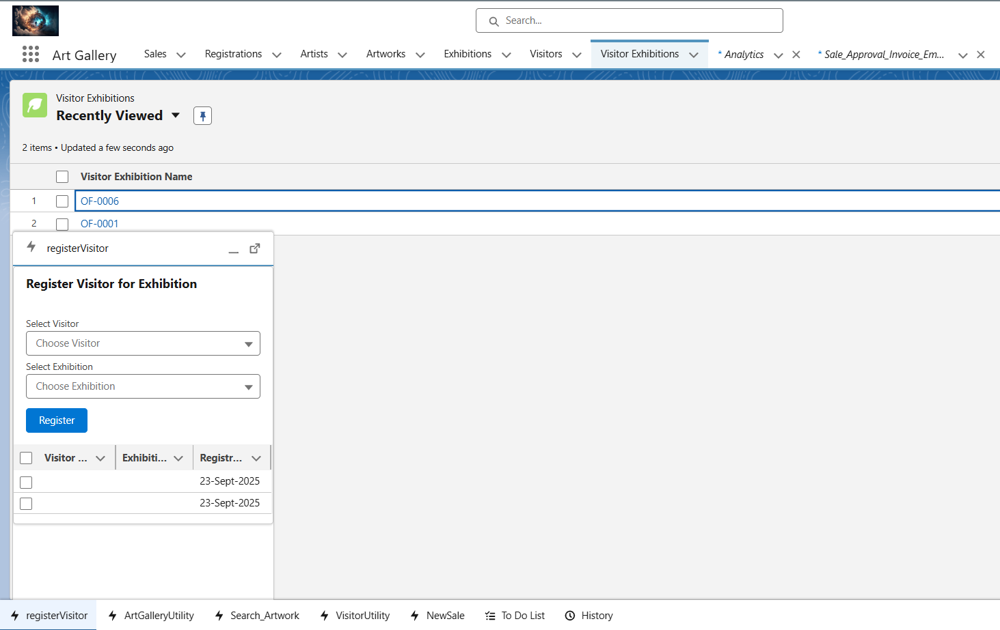 Search...
Art Gallery
Sales
Registrations
Artists
Artworks
Exhibitions
Visitors
Visitor Exhibitions
* Analytics
* Sale_Approval_Invoice_Em...
Visitor Exhibitions
Recently Viewed
2 items • Updated a few seconds ago
Visitor Exhibition Name
1 OF-0006
2 OF-0001
registerVisitor
Register Visitor for Exhibition
Select Visitor
Choose Visitor
Select Exhibition
Choose Exhibition
Register
Visitor ... Exhibiti... Registr...
23-Sept-2025
23-Sept-2025
registerVisitor
ArtGalleryUtility
Search_Artwork
VisitorUtility
NewSale
To Do List
History